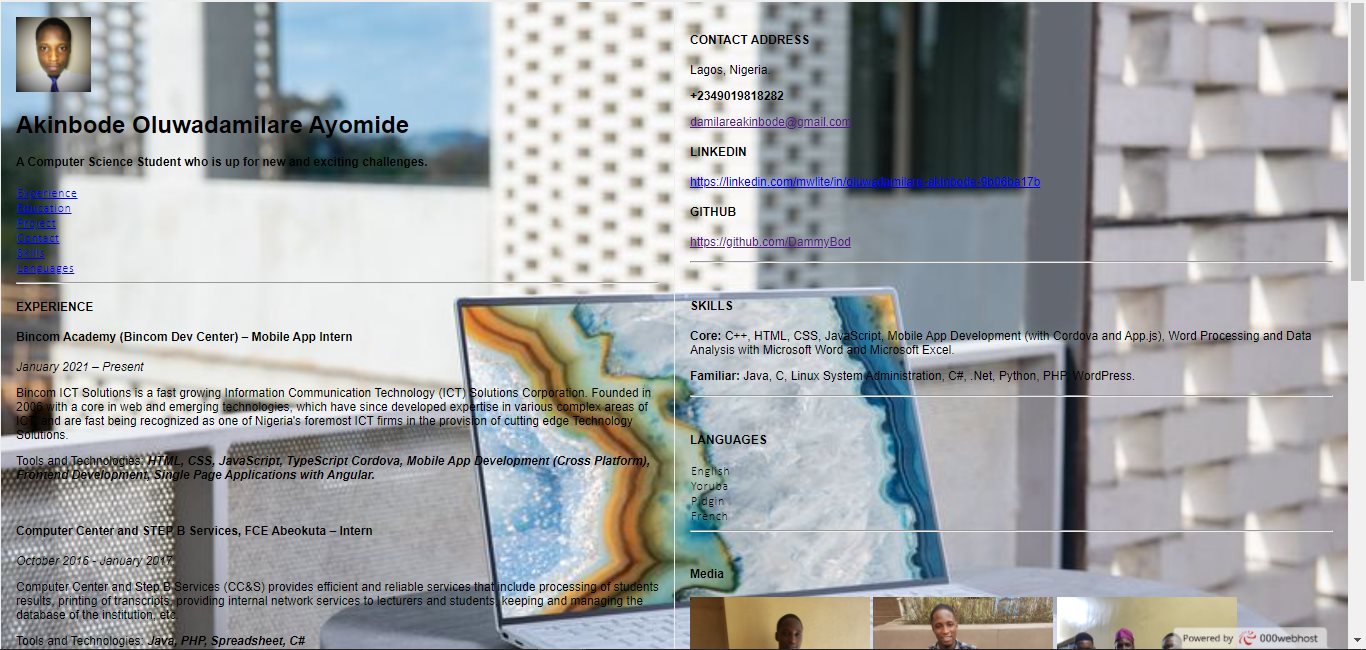 Akinbode Oluwadamilare Ayomide
A Computer Science Student who is up for new and exciting challenges.
Experience
Education
Project
Contact
Skills
Languages
EXPERIENCE
Bincom Academy (Bincom Dev Center) – Mobile App Intern
January 2021 – Present
Bincom ICT Solutions is a fast growing Information Communication Technology (ICT) Solutions Corporation. Founded in
2006 with a core in web and emerging technologies, which have since developed expertise in various complex areas of
ICT and are fast being recognized as one of Nigeria's foremost ICT firms in the provision of cutting edge Technology
Solutions.
Tools and Technologies: HTML, CSS, JavaScript, TypeScript Cordova, Mobile App Development (Cross Platform),
Frontend Development, Single Page Applications with Angular.
Computer Center and STEP B Services, FCE Abeokuta – Intern
October 2016 - January 2017
Computer Center and Step B Services (CC&S) provides efficient and reliable services that include processing of students
results, printing of transcripts, providing internal network services to lecturers and students, keeping and managing the
database of the institution, etc.
Tools and Technologies: Java, PHP, Spreadsheet, C#
CONTACT ADDRESS
Lagos, Nigeria.
+2349019818282
damilareakinbode@gmail.com
LINKEDIN
https://linkedin.com/mwlite/in/oluwadamilare-akinbode-9b06ba17b
GITHUB
https://github.com/DammyBod
SKILLS
Core: C++, HTML, CSS, JavaScript, Mobile App Development (with Cordova and App.js), Word Processing and Data
Analysis with Microsoft Word and Microsoft Excel.
Familiar: Java, C, Linux System Administration, C#, .Net, Python, PHP, WordPress.
LANGUAGES
English
Yoruba
Pidgin
French
Media
Powered by 000webhost